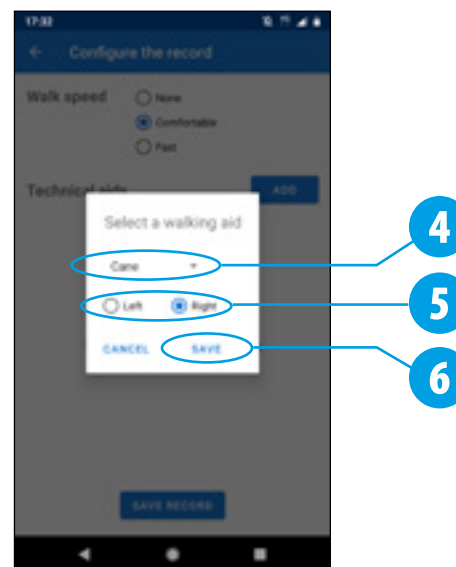 17:32
Configure the record
Walk speed
None
Comfortable
Fast
Technical aids
ADD
Select a walking aid
Cane
4
Left
Right
5
CANCEL
SAVE
6
SAVE RECORD